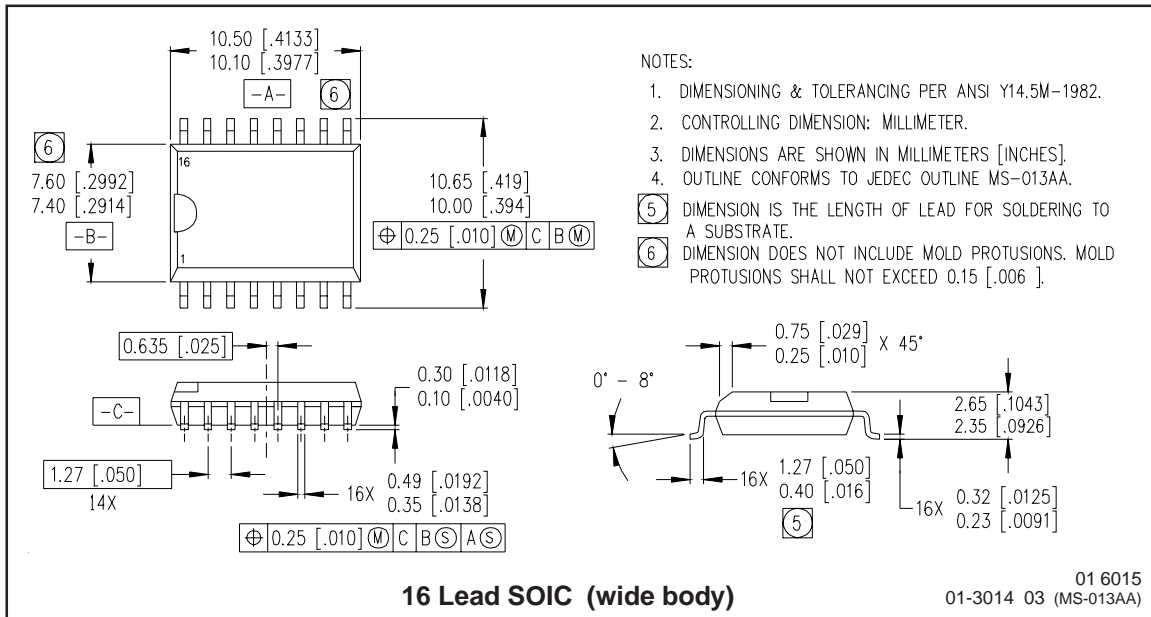 10.50 [.4133]
10.10 [.3977]
-A-
6
6
7.60 [.2992]
7.40 [.2914]
-B-
16
1
10.65 [.419]
10.00 [.394]
⌖ 0.25 [.010] Ⓜ C B Ⓜ
NOTES:
1. DIMENSIONING & TOLERANCING PER ANSI Y14.5M-1982.
2. CONTROLLING DIMENSION: MILLIMETER.
3. DIMENSIONS ARE SHOWN IN MILLIMETERS [INCHES].
4. OUTLINE CONFORMS TO JEDEC OUTLINE MS-013AA.
5 DIMENSION IS THE LENGTH OF LEAD FOR SOLDERING TO
A SUBSTRATE.
6 DIMENSION DOES NOT INCLUDE MOLD PROTUSIONS. MOLD
PROTUSIONS SHALL NOT EXCEED 0.15 [.006 ].
0.635 [.025]
-C-
0.30 [.0118]
0.10 [.0040]
1.27 [.050]
14X
16X 0.49 [.0192]
0.35 [.0138]
⌖ 0.25 [.010] Ⓜ C B Ⓢ A Ⓢ
0.75 [.029]
0.25 [.010]
X 45°
0° - 8°
2.65 [.1043]
2.35 [.0926]
16X 1.27 [.050]
0.40 [.016]
5
16X 0.32 [.0125]
0.23 [.0091]
16 Lead SOIC (wide body)
01 6015
01-3014 03 (MS-013AA)